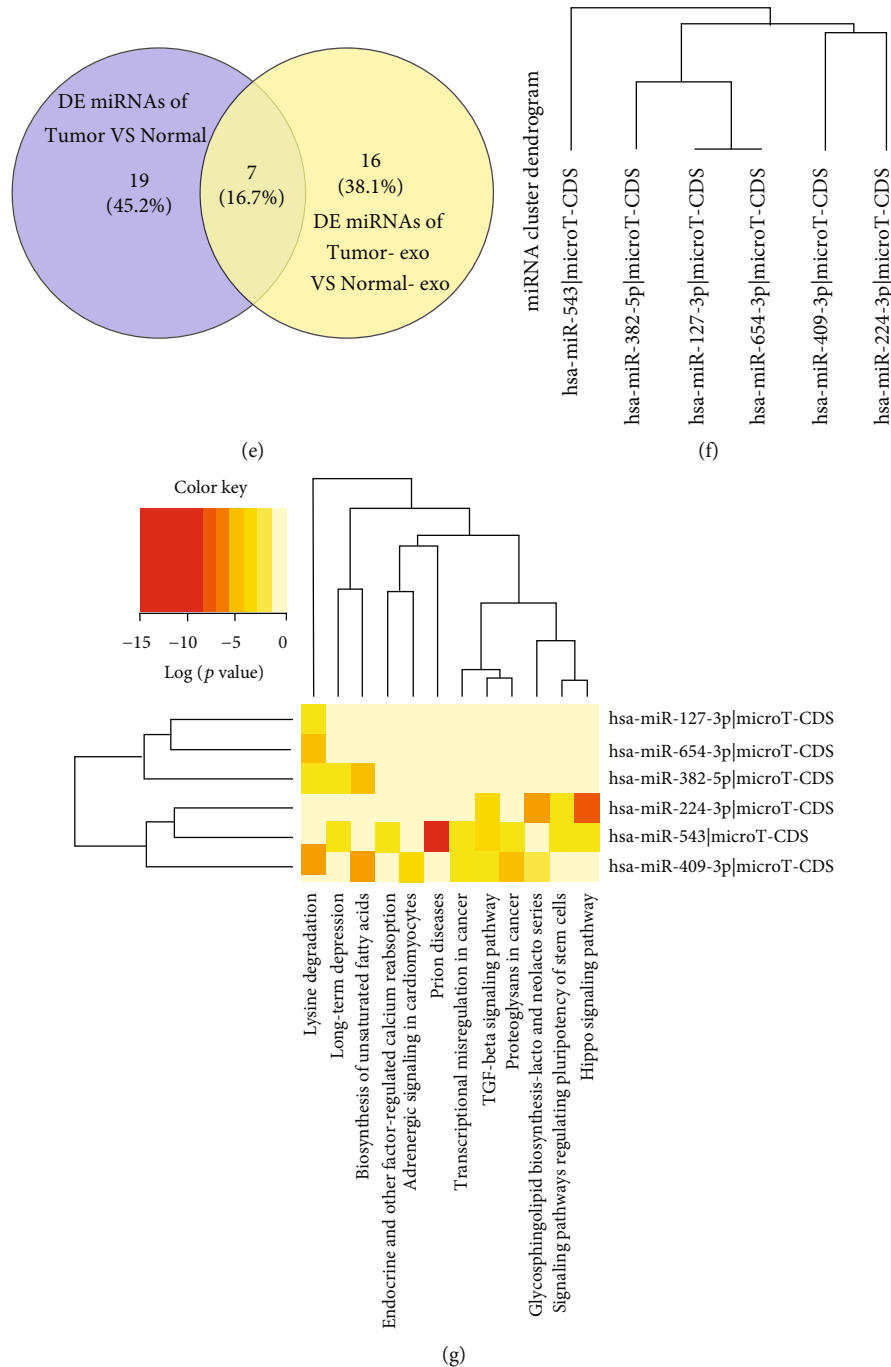 DE miRNAs of
Tumor VS Normal
19
(45.2%)
7
(16.7%)
16
(38.1%)
DE miRNAs of
Tumor- exo
VS Normal- exo
(e)
miRNA cluster dendrogram
hsa-miR-543|microT-CDS
hsa-miR-382-5p|microT-CDS
hsa-miR-127-3p|microT-CDS
hsa-miR-654-3p|microT-CDS
hsa-miR-409-3p|microT-CDS
hsa-miR-224-3p|microT-CDS
(f)
Color key
−15 −10 −5 0
Log (p value)
hsa-miR-127-3p|microT-CDS
hsa-miR-654-3p|microT-CDS
hsa-miR-382-5p|microT-CDS
hsa-miR-224-3p|microT-CDS
hsa-miR-543|microT-CDS
hsa-miR-409-3p|microT-CDS
Lysine degradation
Long-term depression
Biosynthesis of unsaturated fatty acids
Endocrine and other factor-regulated calcium reabsoption
Adrenergic signaling in cardiomyocytes
Prion diseases
Transcriptional misregulation in cancer
TGF-beta signaling pathway
Proteoglysans in cancer
Glycosphingolipid biosynthesis-lacto and neolacto series
Signaling pathways regulating pluripotency of stem cells
Hippo signaling pathway
(g)